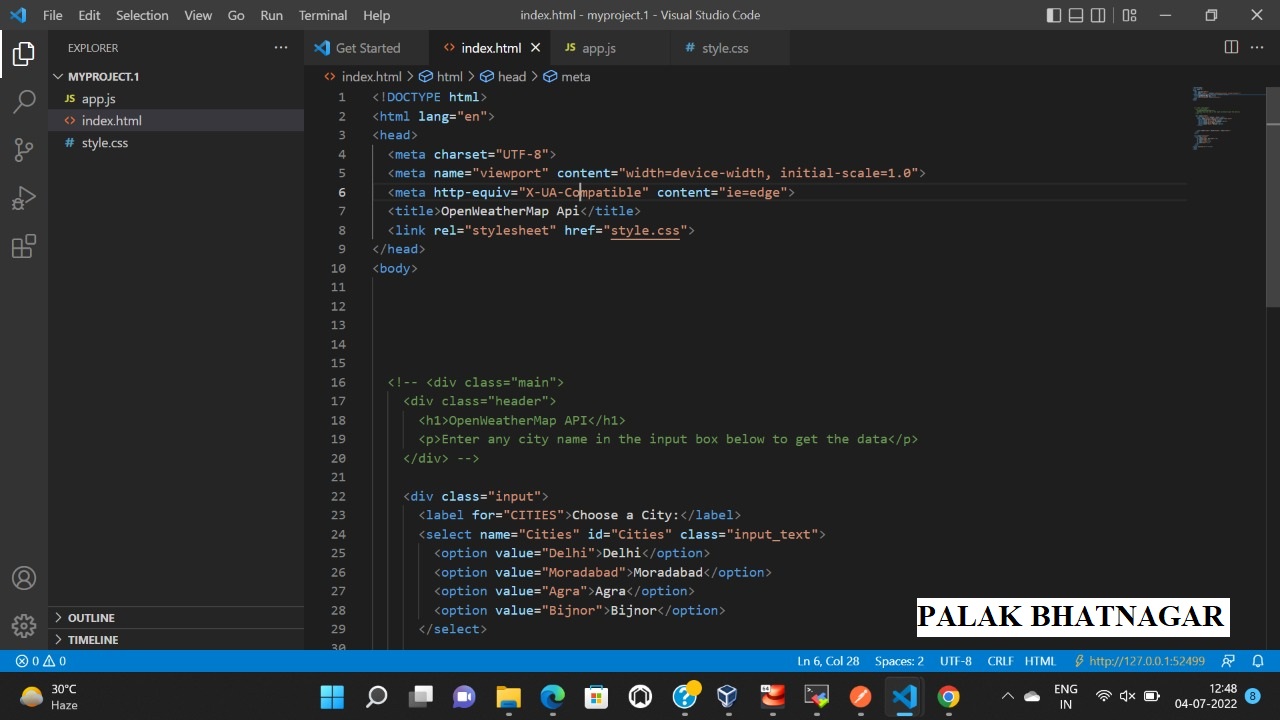 File Edit Selection View Go Run Terminal Help index.html - myproject.1 - Visual Studio Code
EXPLORER
MYPROJECT.1
JS app.js
<> index.html
# style.css
OUTLINE
TIMELINE
Get Started <> index.html JS app.js # style.css
<> index.html > html > head > meta
1 <!DOCTYPE html>
2 <html lang="en">
3 <head>
4 <meta charset="UTF-8">
5 <meta name="viewport" content="width=device-width, initial-scale=1.0">
6 <meta http-equiv="X-UA-Compatible" content="ie=edge">
7 <title>OpenWeatherMap Api</title>
8 <link rel="stylesheet" href="style.css">
9 </head>
10 <body>
11
12
13
14
15
16 <!-- <div class="main">
17 <div class="header">
18 <h1>OpenWeatherMap API</h1>
19 <p>Enter any city name in the input box below to get the data</p>
20 </div> -->
21
22 <div class="input">
23 <label for="CITIES">Choose a City:</label>
24 <select name="Cities" id="Cities" class="input_text">
25 <option value="Delhi">Delhi</option>
26 <option value="Moradabad">Moradabad</option>
27 <option value="Agra">Agra</option>
28 <option value="Bijnor">Bijnor</option>
29 </select>
30
PALAK BHATNAGAR
0 0 Ln 6, Col 28 Spaces: 2 UTF-8 CRLF HTML http://127.0.0.1:52499
30°C
Haze
ENG
IN
12:48
04-07-2022
8